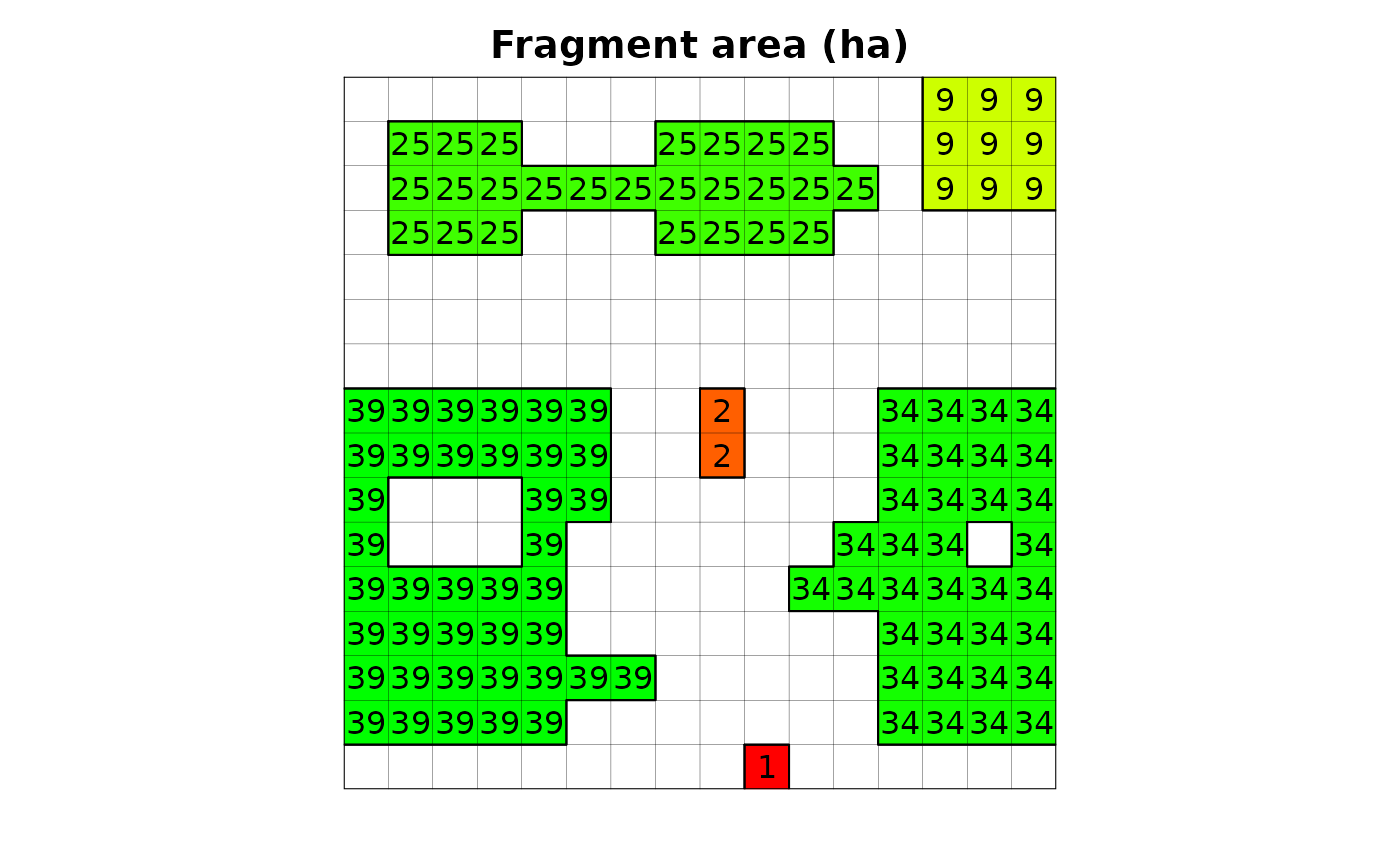 Fragment area (ha)
9 9 9
25 25 25 25 25 25 25 9 9 9
25 25 25 25 25 25 25 25 25 25 25 9 9 9
25 25 25 25 25 25 25
39 39 39 39 39 39 2 34 34 34 34
39 39 39 39 39 39 2 34 34 34 34
39 39 39 34 34 34 34
39 39 34 34 34 34
39 39 39 39 39 34 34 34 34 34 34
39 39 39 39 39 34 34 34 34
39 39 39 39 39 39 39 34 34 34 34
39 39 39 39 39 34 34 34 34
1